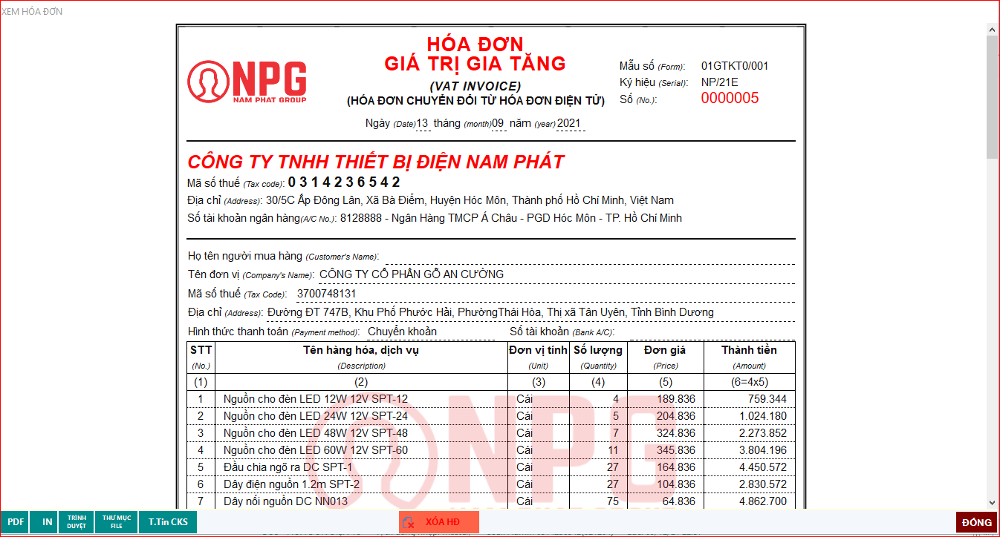 XEM HÓA ĐƠN
NPG
NAM PHAT GROUP
HÓA ĐƠN
GIÁ TRỊ GIA TĂNG
(VAT INVOICE)
(HÓA ĐƠN CHUYỂN ĐỔI TỪ HÓA ĐƠN ĐIỆN TỬ)
Ngày (Date)13 tháng (month)09 năm (year) 2021
Mẫu số (Form): 01GTKT0/001
Ký hiệu (Serial): NP/21E
Số (No.): 0000005
CÔNG TY TNHH THIẾT BỊ ĐIỆN NAM PHÁT
Mã số thuế (Tax code): 0 3 1 4 2 3 6 5 4 2
Địa chỉ (Address): 30/5C Ấp Đông Lân, Xã Bà Điểm, Huyện Hóc Môn, Thành phố Hồ Chí Minh, Việt Nam
Số tài khoản ngân hàng(A/C No.): 8128888 - Ngân Hàng TMCP Á Châu - PGD Hóc Môn - TP. Hồ Chí Minh
Họ tên người mua hàng (Customer's Name):
Tên đơn vị (Company's Name): CÔNG TY CỔ PHẦN GỖ AN CƯỜNG
Mã số thuế (Tax Code): 3700748131
Địa chỉ (Address): Đường ĐT 747B, Khu Phố Phước Hải, PhườngThái Hòa, Thị xã Tân Uyên, Tỉnh Bình Dương
Hình thức thanh toán (Payment method): Chuyển khoản Số tài khoản (Bank A/C):
STT Tên hàng hóa, dịch vụ Đơn vị tính Số lượng Đơn giá Thành tiền
(No.) (Description) (Unit) (Quantity) (Price) (Amount)
(1) (2) (3) (4) (5) (6=4x5)
1 Nguồn cho đèn LED 12W 12V SPT-12 Cái 4 189.836 759.344
2 Nguồn cho đèn LED 24W 12V SPT-24 Cái 5 204.836 1.024.180
3 Nguồn cho đèn LED 48W 12V SPT-48 Cái 7 324.836 2.273.852
4 Nguồn cho đèn LED 60W 12V SPT-60 Cái 11 345.836 3.804.196
5 Đầu chia ngõ ra DC SPT-1 Cái 27 164.836 4.450.572
6 Dây điện nguồn 1.2m SPT-2 Cái 27 104.836 2.830.572
7 Dây nối nguồn DC NN013 Cái 75 64.836 4.862.700
NPG
PDF IN TRÌNH DUYỆT THƯ MỤC FILE T.Tin CKS XÓA HĐ ĐÓNG